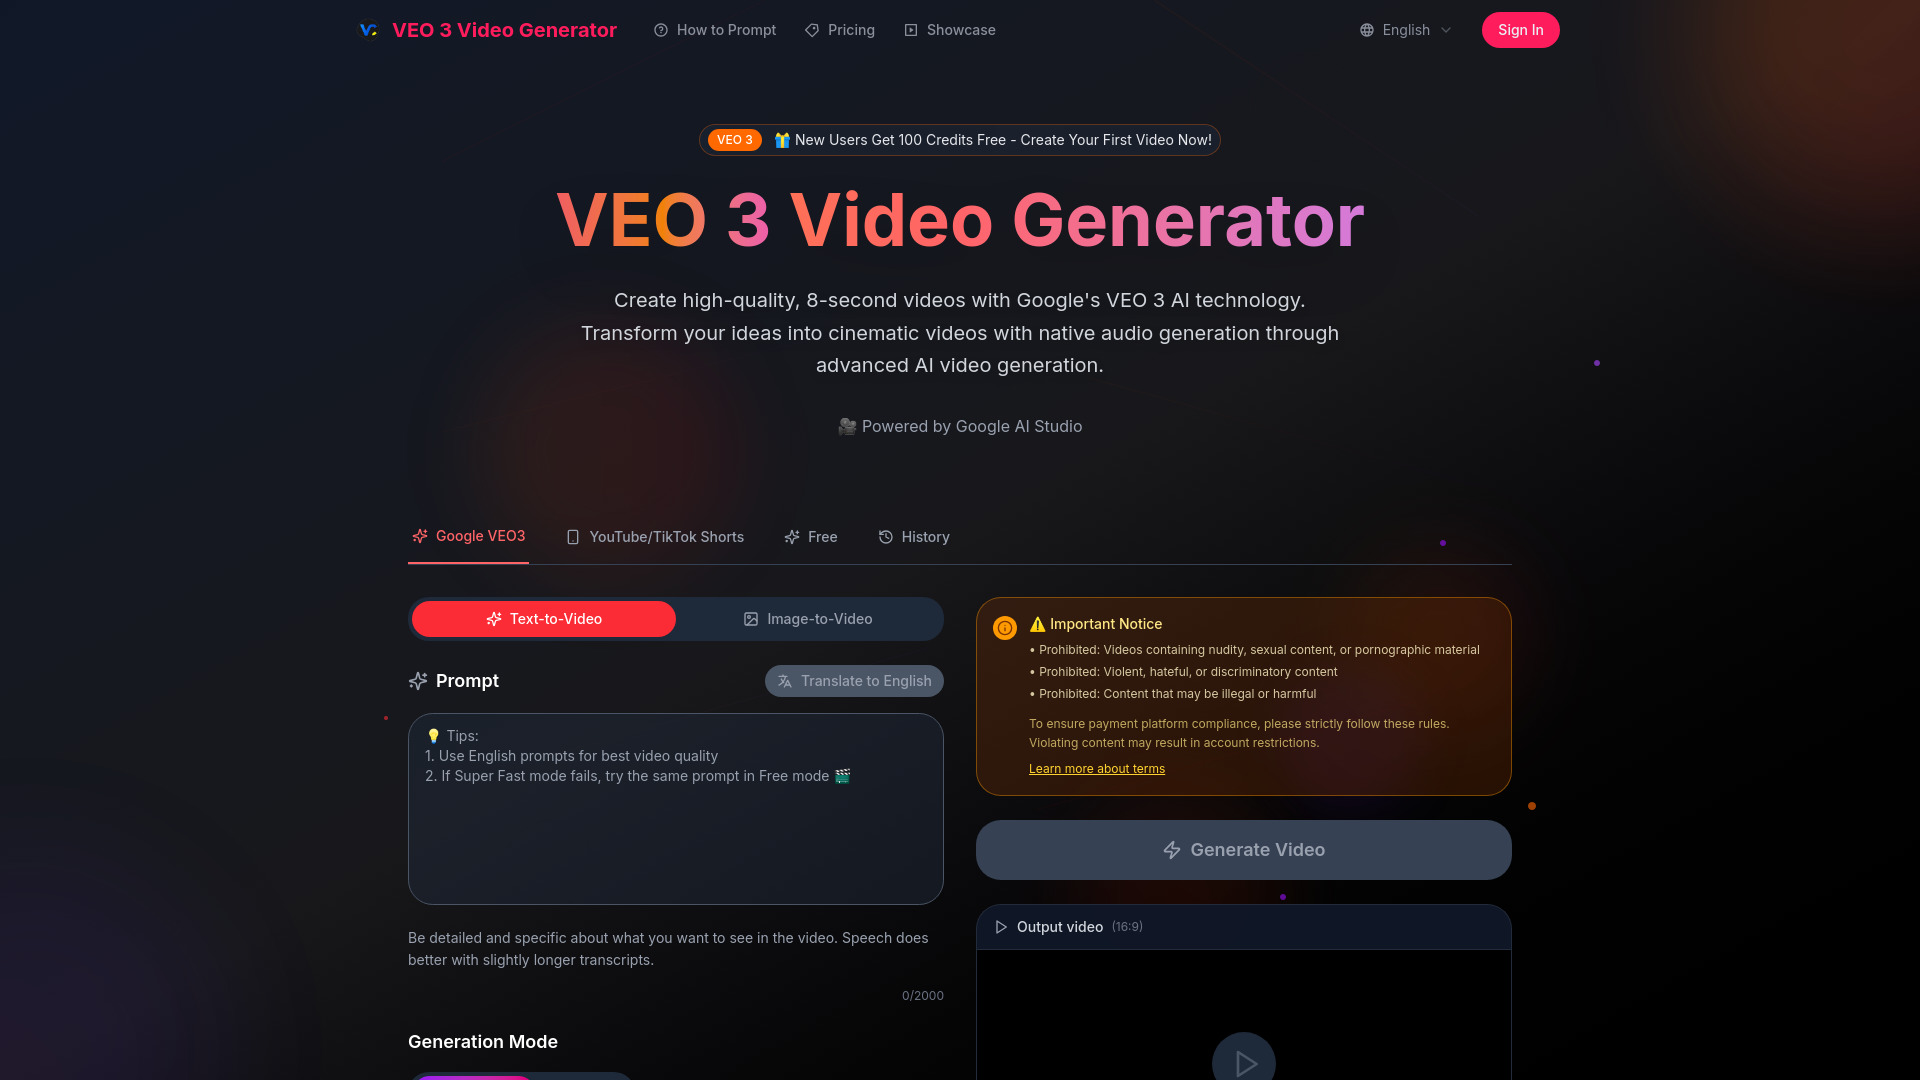 VEO 3 Video Generator
How to Prompt
Pricing
Showcase
English
Sign In
VEO 3
🎁 New Users Get 100 Credits Free - Create Your First Video Now!
VEO 3 Video Generator
Create high-quality, 8-second videos with Google's VEO 3 AI technology.
Transform your ideas into cinematic videos with native audio generation through
advanced AI video generation.
🎥 Powered by Google AI Studio
Google VEO3
YouTube/TikTok Shorts
Free
History
Text-to-Video
Image-to-Video
Prompt
Translate to English
💡 Tips:
1. Use English prompts for best video quality
2. If Super Fast mode fails, try the same prompt in Free mode 🎬
Be detailed and specific about what you want to see in the video. Speech does
better with slightly longer transcripts.
0/2000
Generation Mode
⚠️ Important Notice
• Prohibited: Videos containing nudity, sexual content, or pornographic material
• Prohibited: Violent, hateful, or discriminatory content
• Prohibited: Content that may be illegal or harmful
To ensure payment platform compliance, please strictly follow these rules.
Violating content may result in account restrictions.
Learn more about terms
Generate Video
Output video (16:9)